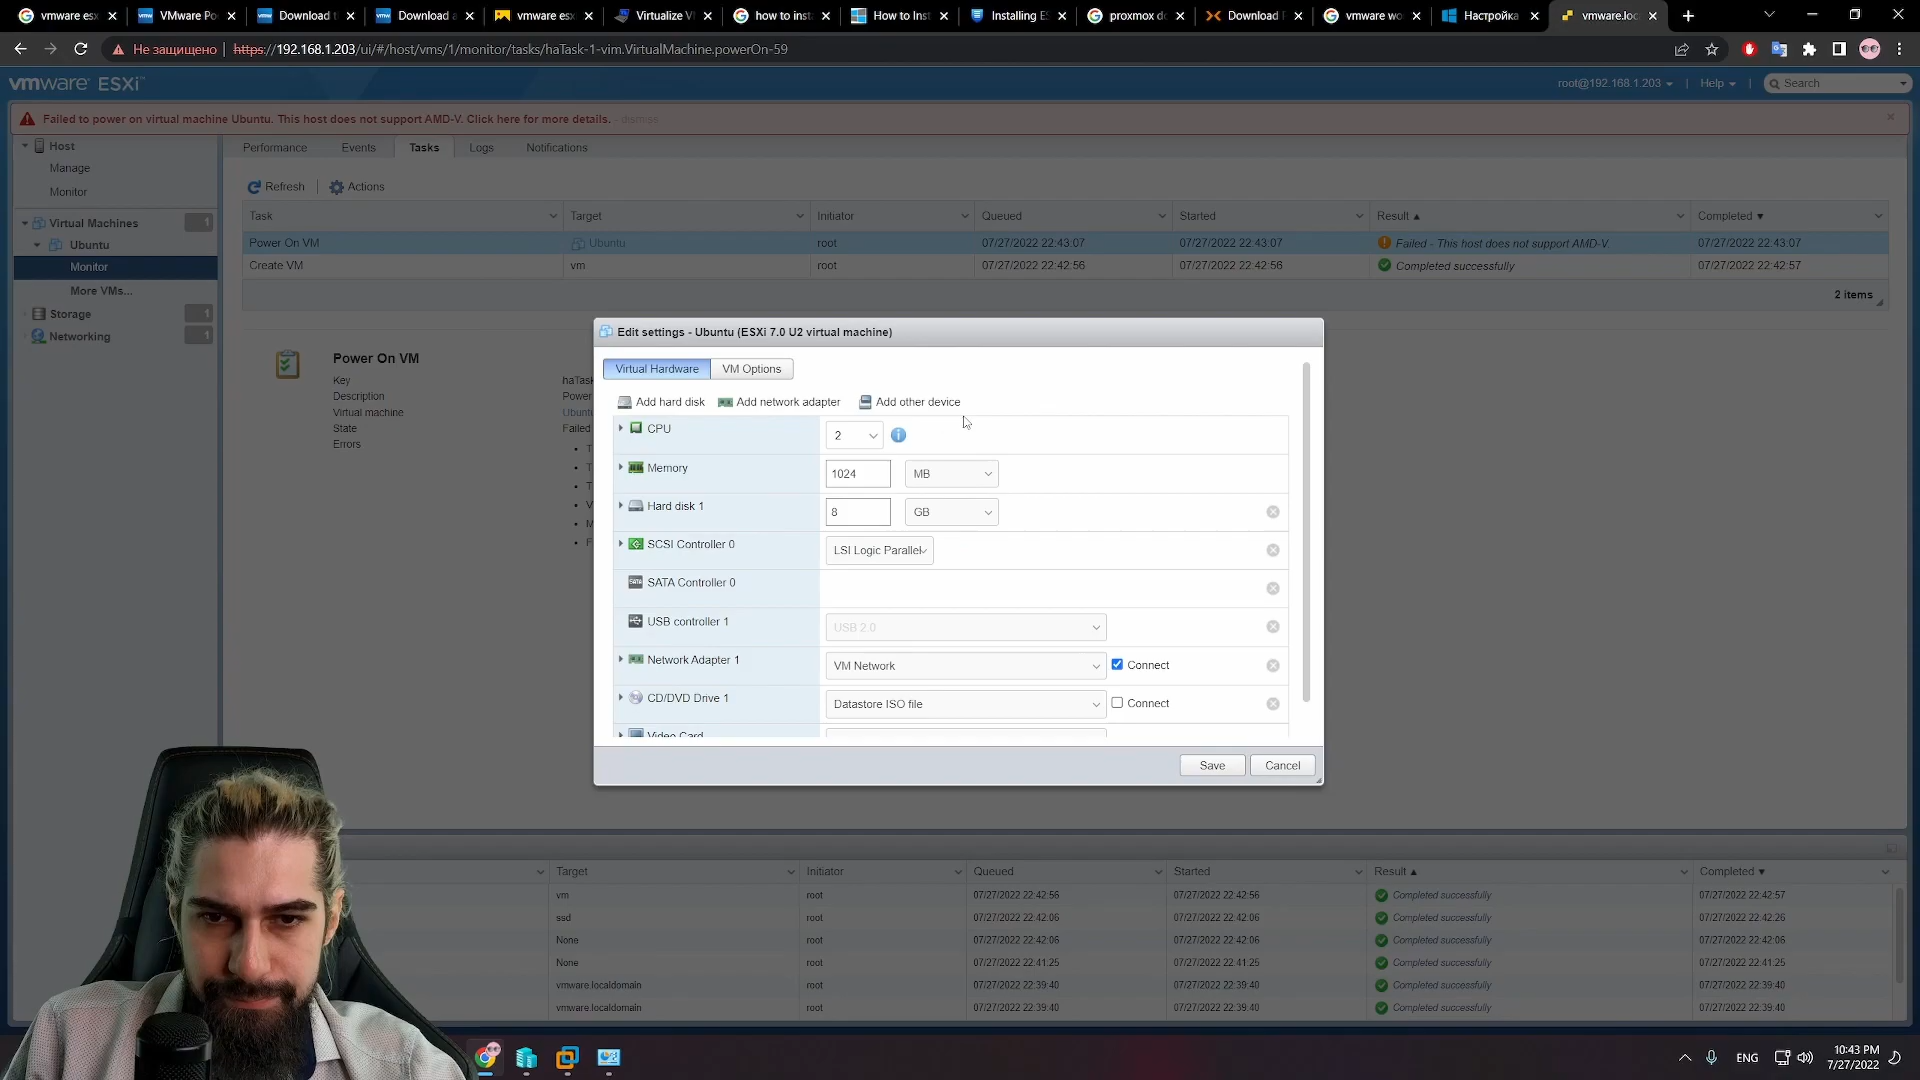 vmware esx
VMware Po
Download t
Download a
vmware esx
Virtualize V
how to inst
How to Inst
Installing ES
proxmox d
Download P
vmware wo
Настройка
vmware.loc
Не защищено
https://192.168.1.203/ui/#/host/vms/1/monitor/tasks/haTask-1-vim.VirtualMachine.powerOn-59
vmware ESXi™
root@192.168.1.203
Help
Search
Failed to power on virtual machine Ubuntu. This host does not support AMD-V. Click here for more details. - dismiss
Host
Manage
Monitor
Virtual Machines 1
Ubuntu
Monitor
More VMs...
Storage 1
Networking 1
Performance Events Tasks Logs Notifications
Refresh Actions
Task Target Initiator Queued Started Result Completed
Power On VM Ubuntu root 07/27/2022 22:43:07 07/27/2022 22:43:07 Failed - This host does not support AMD-V. 07/27/2022 22:43:07
Create VM vm root 07/27/2022 22:42:56 07/27/2022 22:42:56 Completed successfully 07/27/2022 22:42:57
2 items
Power On VM
Key haTask
Description Power
Virtual machine Ubuntu
State Failed
Errors
Edit settings - Ubuntu (ESXi 7.0 U2 virtual machine)
Virtual Hardware VM Options
Add hard disk Add network adapter Add other device
CPU 2
Memory 1024 MB
Hard disk 1 8 GB
SCSI Controller 0 LSI Logic Parallel
SATA Controller 0
USB controller 1 USB 2.0
Network Adapter 1 VM Network Connect
CD/DVD Drive 1 Datastore ISO file Connect
Video Card
Save Cancel
Target Initiator Queued Started Result Completed
vm root 07/27/2022 22:42:56 07/27/2022 22:42:56 Completed successfully 07/27/2022 22:42:57
ssd root 07/27/2022 22:42:06 07/27/2022 22:42:06 Completed successfully 07/27/2022 22:42:26
None root 07/27/2022 22:42:06 07/27/2022 22:42:06 Completed successfully 07/27/2022 22:42:06
None root 07/27/2022 22:41:25 07/27/2022 22:41:25 Completed successfully 07/27/2022 22:41:25
vmware.localdomain root 07/27/2022 22:39:40 07/27/2022 22:39:40 Completed successfully 07/27/2022 22:39:40
vmware.localdomain root 07/27/2022 22:39:40 07/27/2022 22:39:40 Completed successfully 07/27/2022 22:39:40
ENG
10:43 PM
7/27/2022